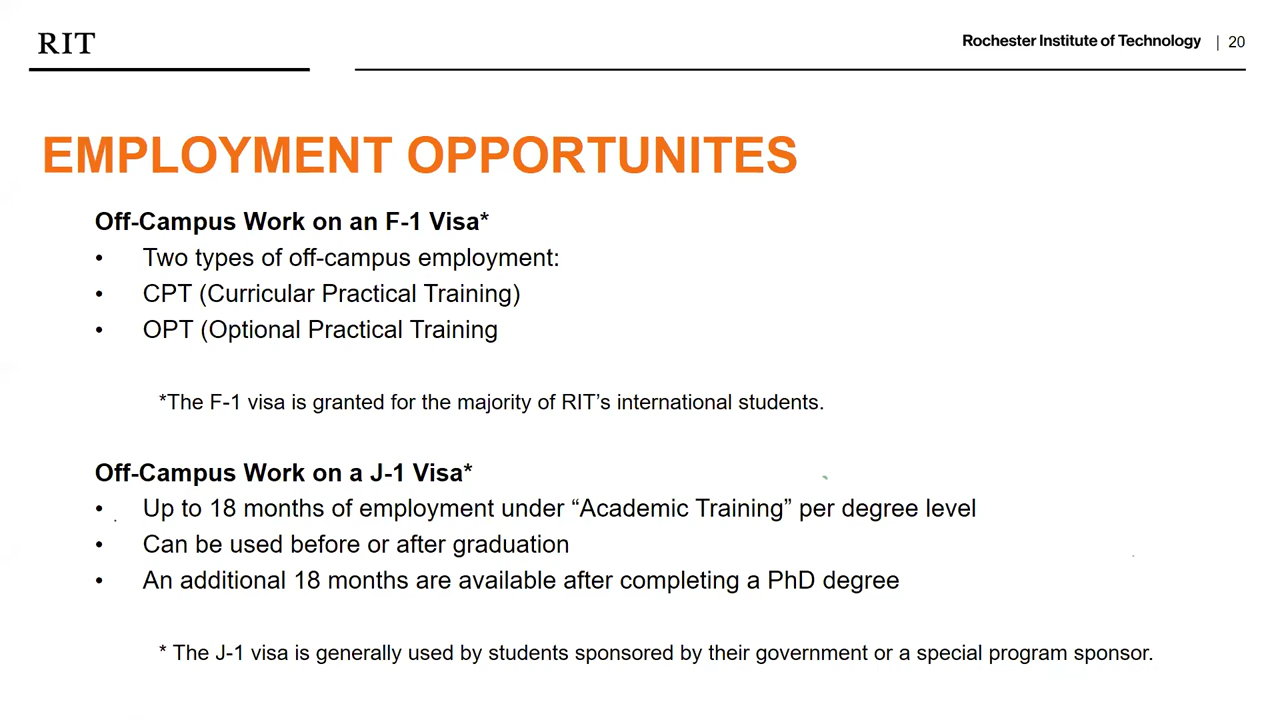 RIT
Rochester Institute of Technology | 20
EMPLOYMENT OPPORTUNITES
Off-Campus Work on an F-1 Visa*
• Two types of off-campus employment:
• CPT (Curricular Practical Training)
• OPT (Optional Practical Training
*The F-1 visa is granted for the majority of RIT’s international students.
Off-Campus Work on a J-1 Visa*
• Up to 18 months of employment under “Academic Training” per degree level
• Can be used before or after graduation
• An additional 18 months are available after completing a PhD degree
* The J-1 visa is generally used by students sponsored by their government or a special program sponsor.